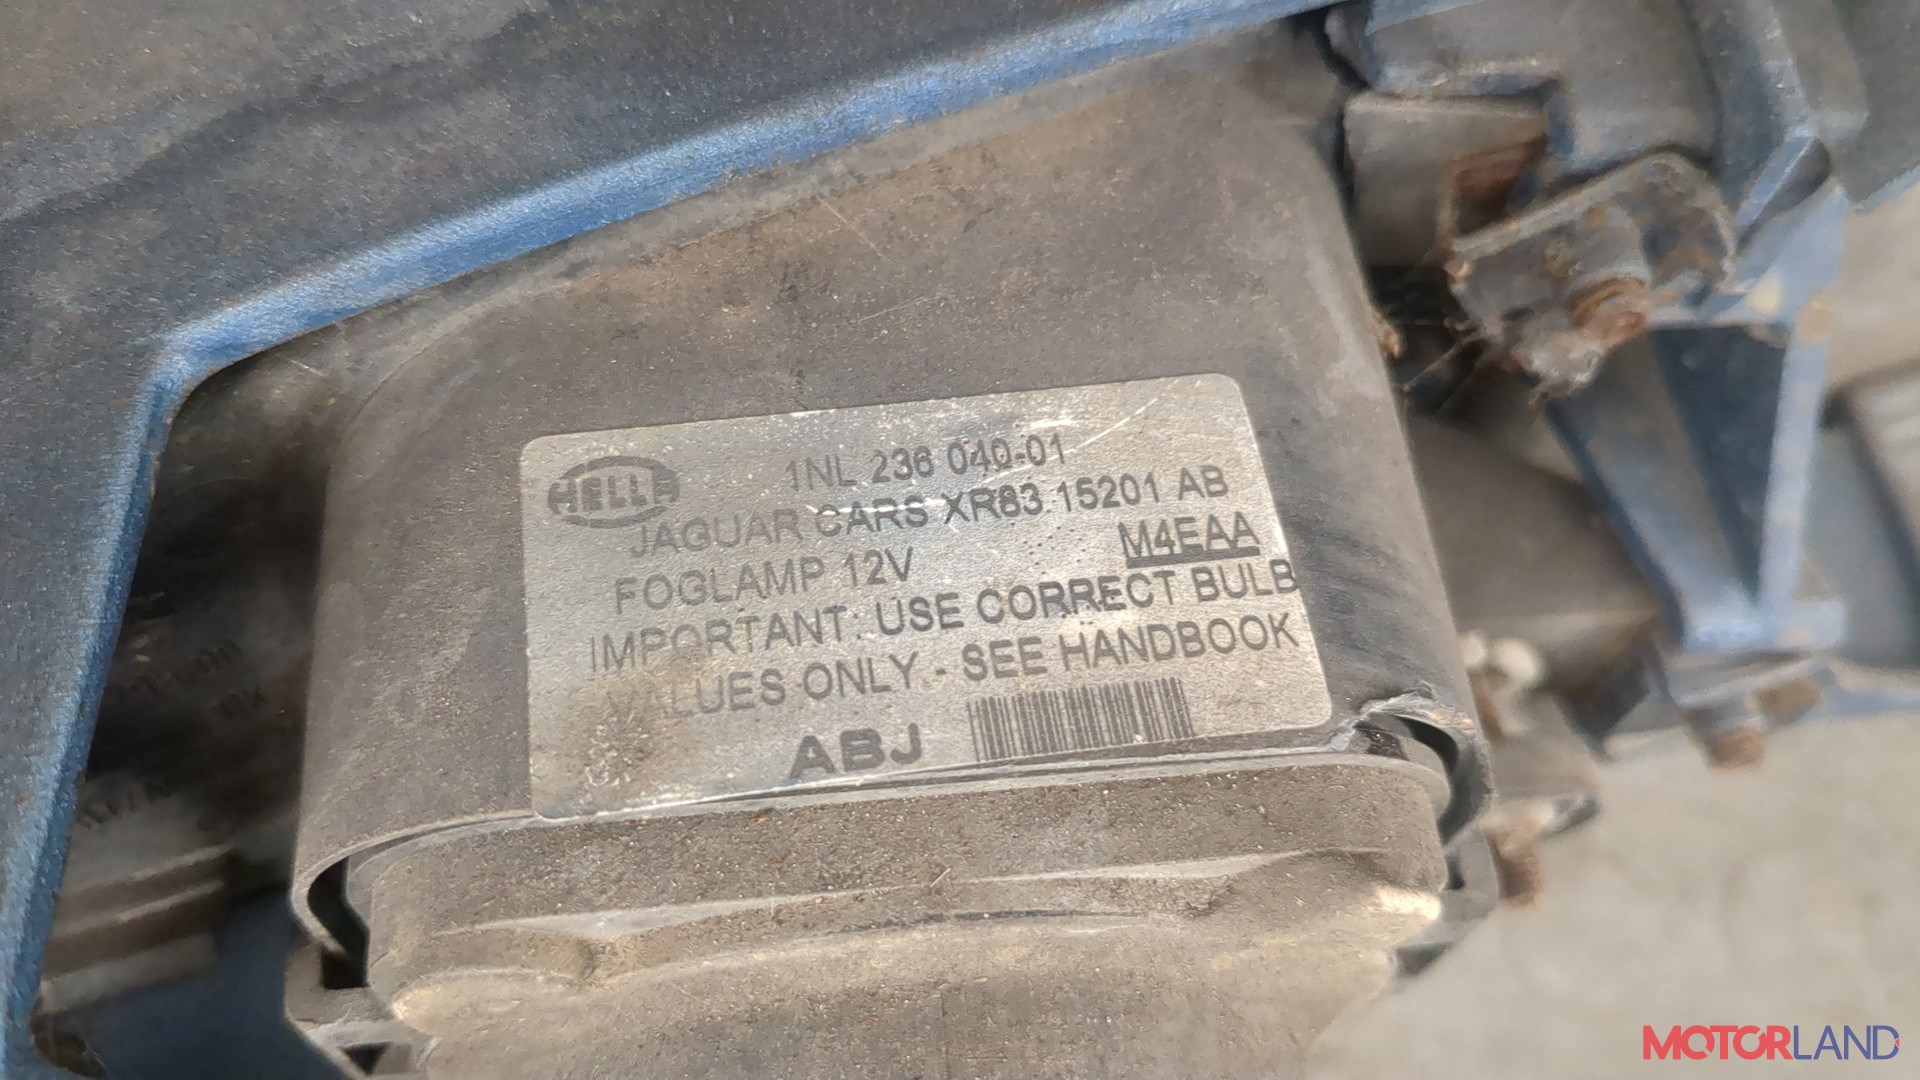 HELLA
1NL 236 040-01
JAGUAR CARS XR83 15201 AB
FOGLAMP 12V M4EAA
IMPORTANT: USE CORRECT BULB
VALUES ONLY - SEE HANDBOOK
ABJ
MOTORLAND